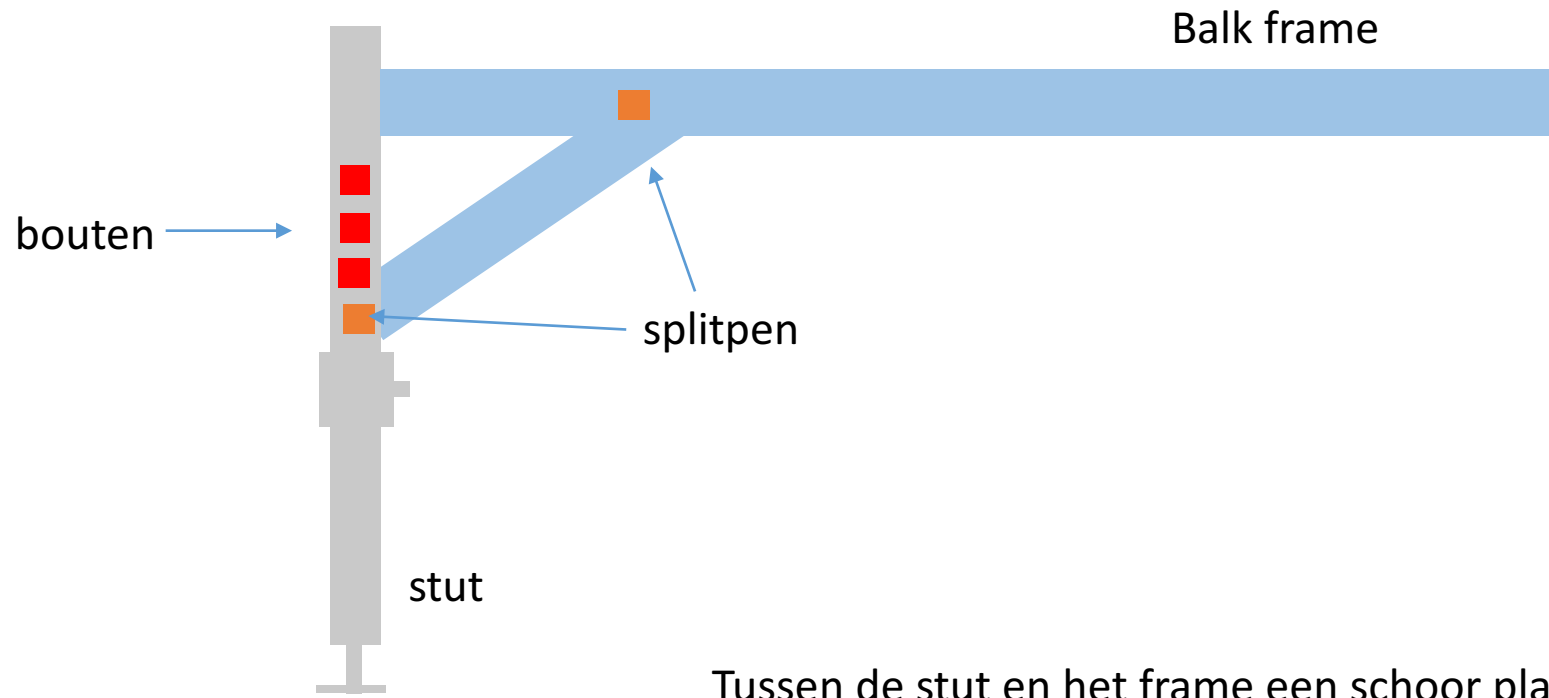 Balk frame
bouten
splitpen
stut
Tussen de stut en het frame een schoor pla